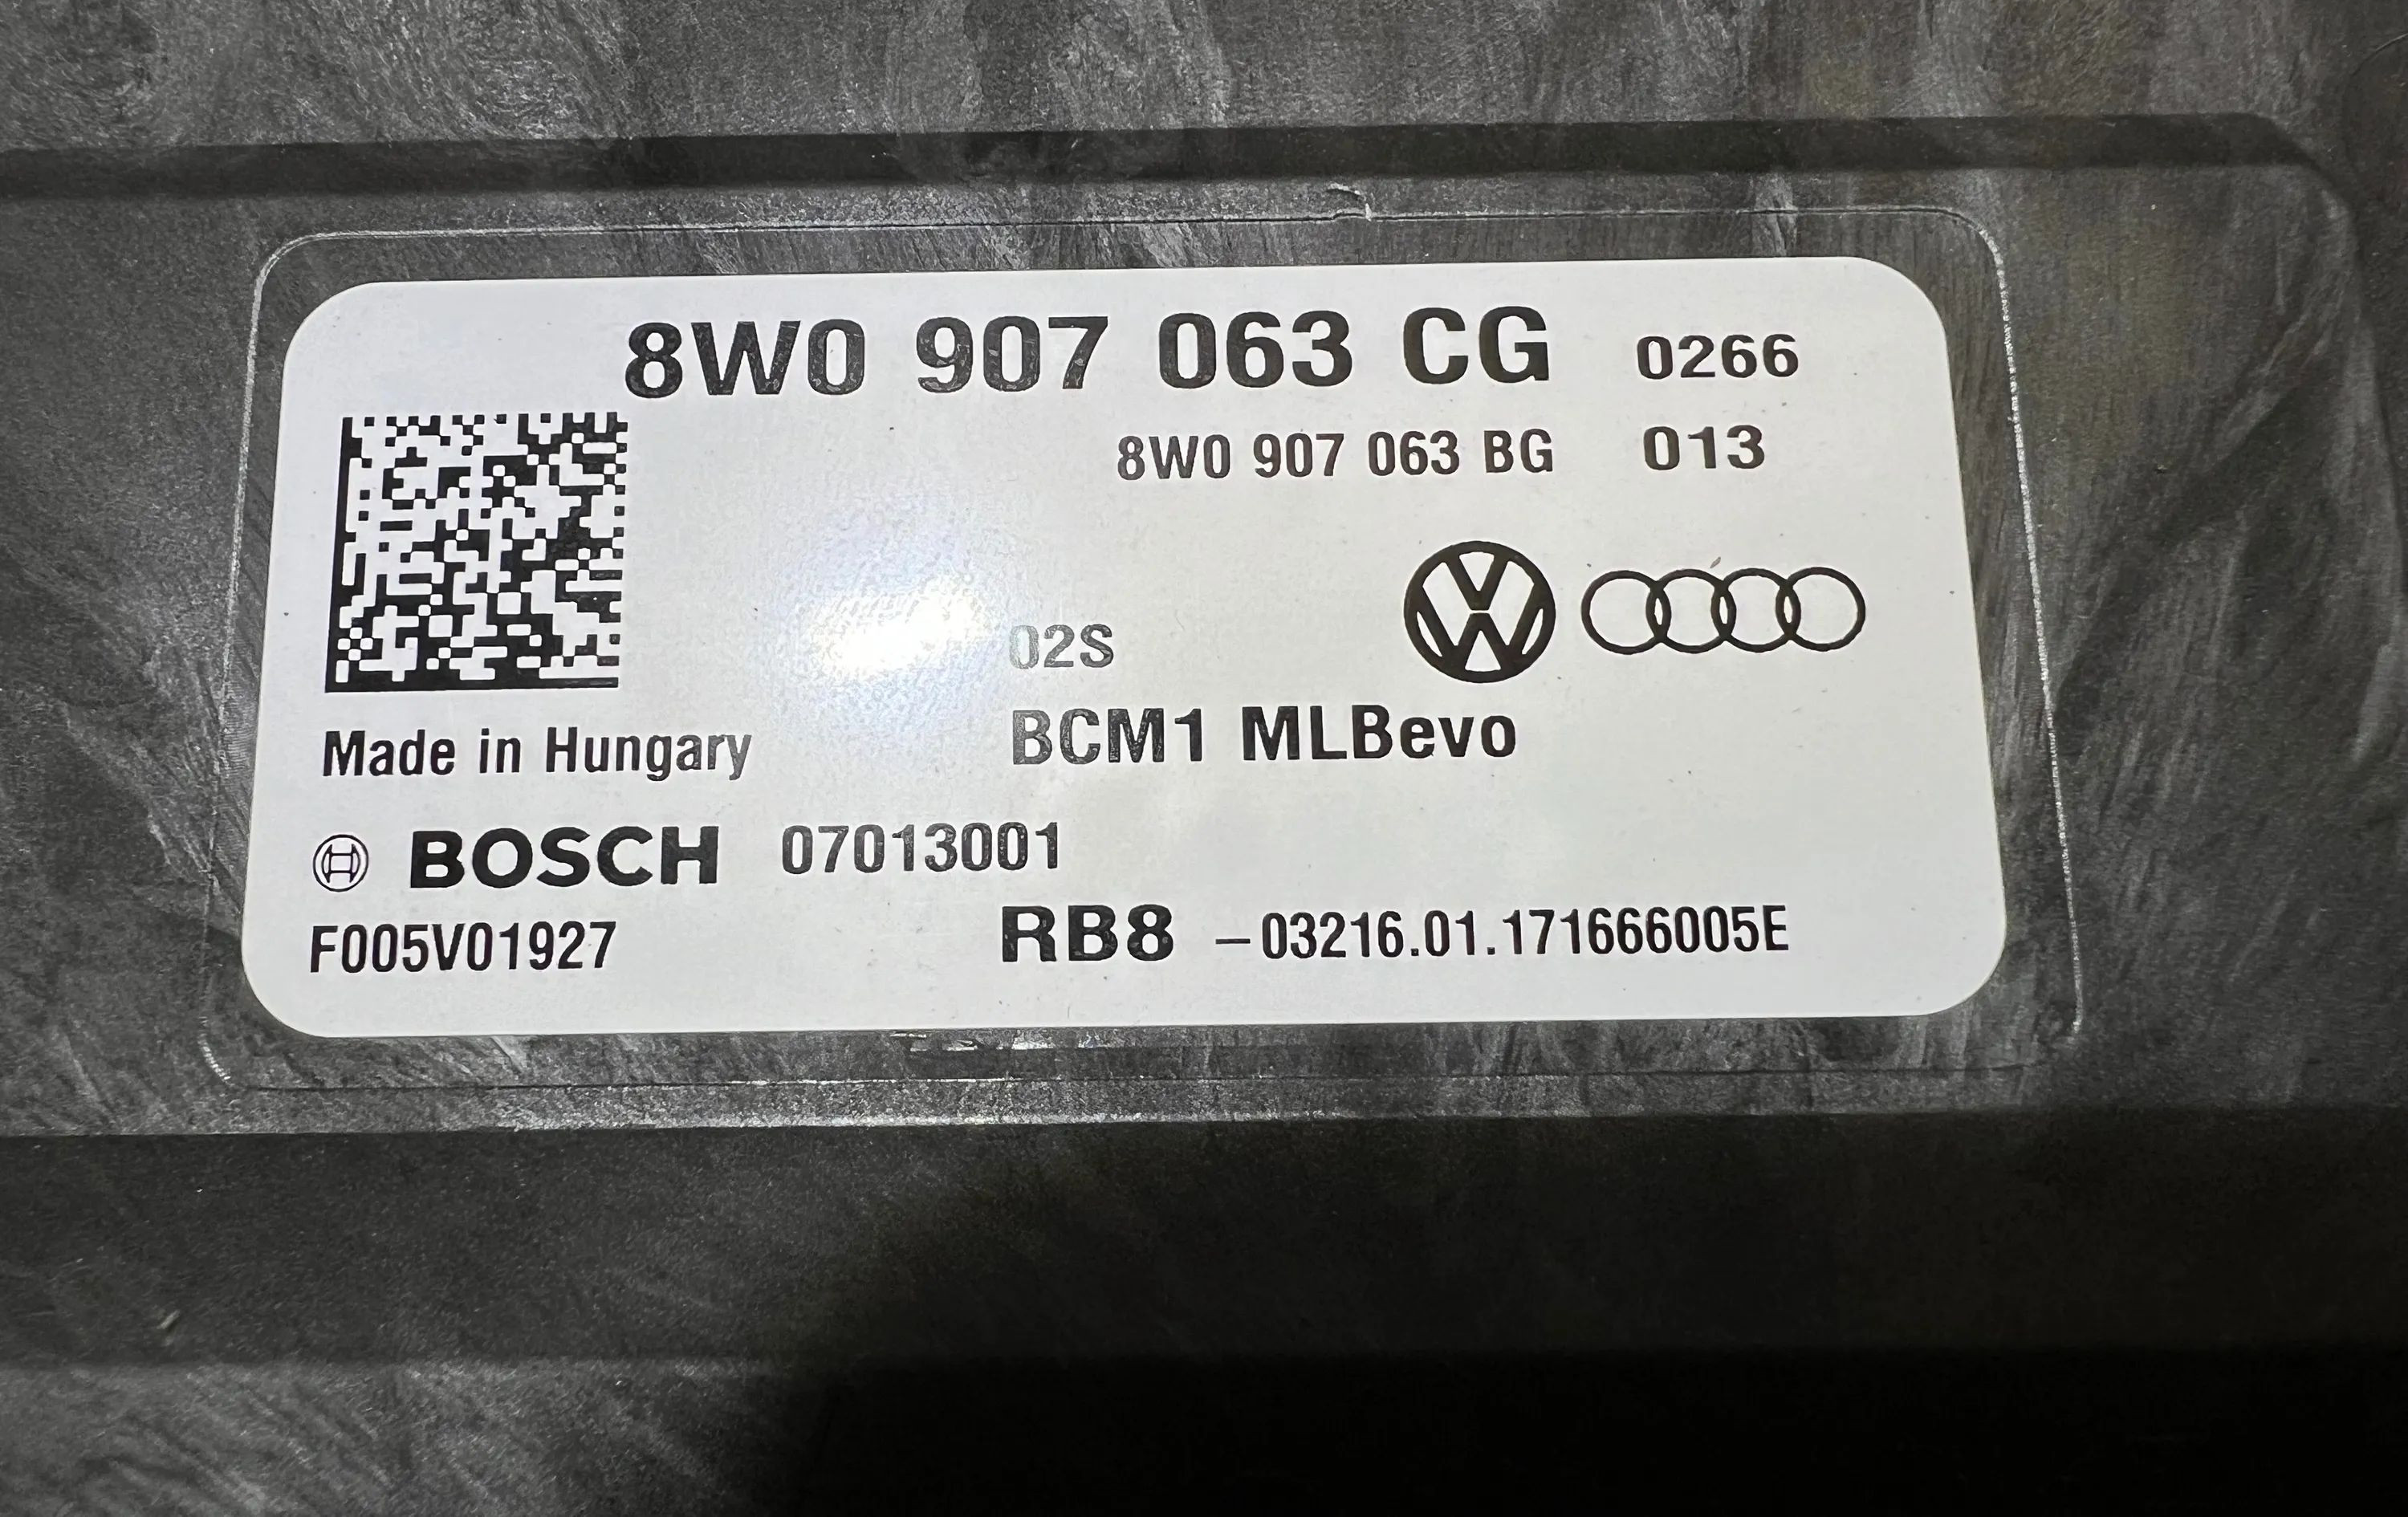 8W0 907 063 CG 0266
8W0 907 063 BG 013
02S
BCM1 MLBevo
Made in Hungary
BOSCH 07013001
F005V01927 RB8 –03216.01.171666005E